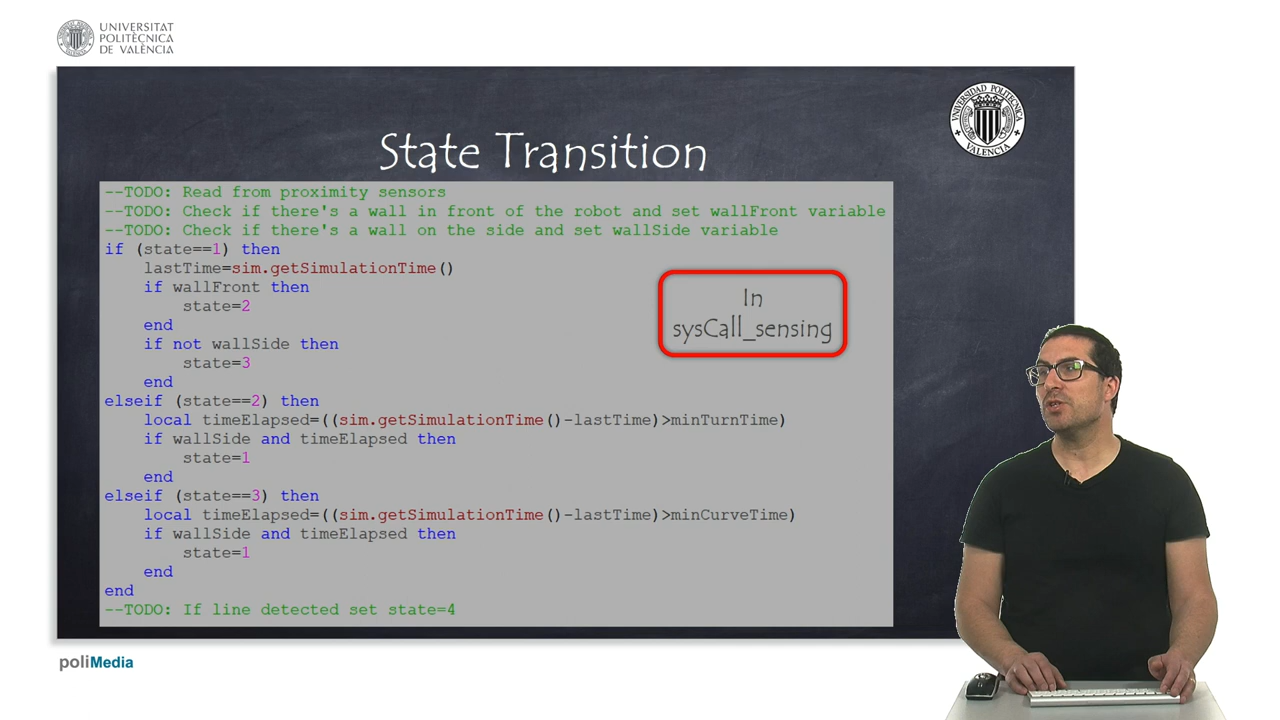 UNIVERSITAT
POLITÈCNICA
DE VALÈNCIA
UNIVERSIDAD POLITECNICA
VALENCIA
State Transition
--TODO: Read from proximity sensors
--TODO: Check if there's a wall in front of the robot and set wallFront variable
--TODO: Check if there's a wall on the side and set wallSide variable
if (state==1) then
    lastTime=sim.getSimulationTime()
    if wallFront then
        state=2
    end
    if not wallSide then
        state=3
    end
elseif (state==2) then
    local timeElapsed=((sim.getSimulationTime()-lastTime)>minTurnTime)
    if wallSide and timeElapsed then
        state=1
    end
elseif (state==3) then
    local timeElapsed=((sim.getSimulationTime()-lastTime)>minCurveTime)
    if wallSide and timeElapsed then
        state=1
    end
end
--TODO: If line detected set state=4
In
sysCall_sensing
poliMedia